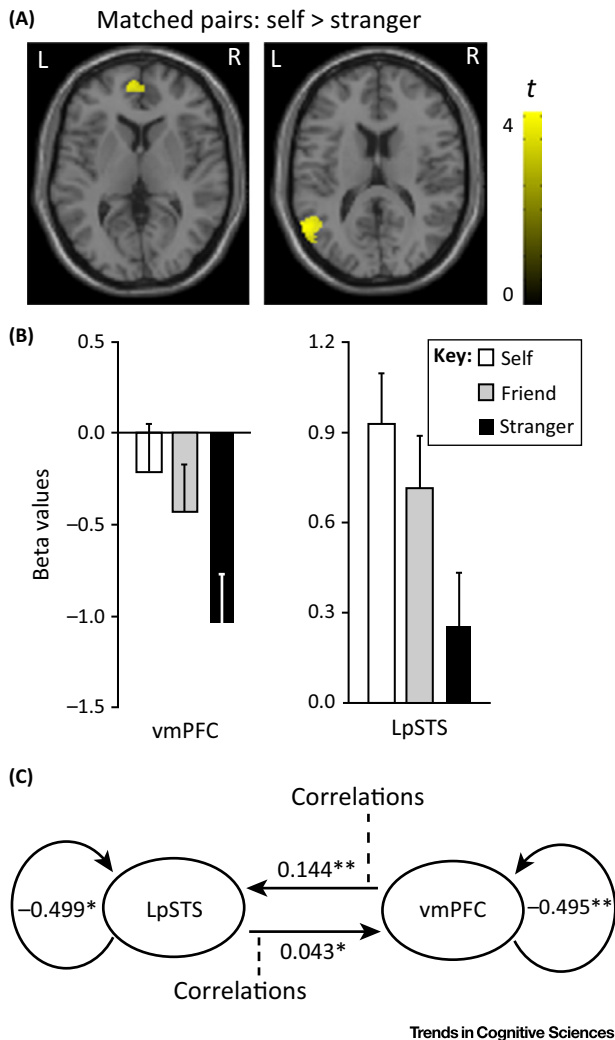 (A)
Matched pairs: self > stranger
L
R
L
R
t
4
0
(B)
0.5
0.0
–0.5
–1.0
–1.5
Beta values
vmPFC
1.2
0.9
0.6
0.3
0.0
LpSTS
Key: Self
Friend
Stranger
(C)
Correlations
0.144**
–0.499*
LpSTS
vmPFC
–0.495**
0.043*
Correlations
Trends in Cognitive Sciences